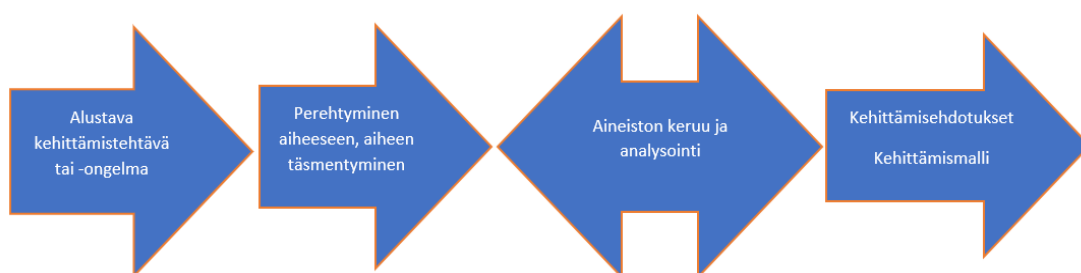 Alustava
kehittämistehtävä
tai -ongelma
Perehtyminen
aiheeseen, aiheen
täsmentyminen
Aineiston keruu ja
analysointi
Kehittämisehdotukset
Kehittämismalli